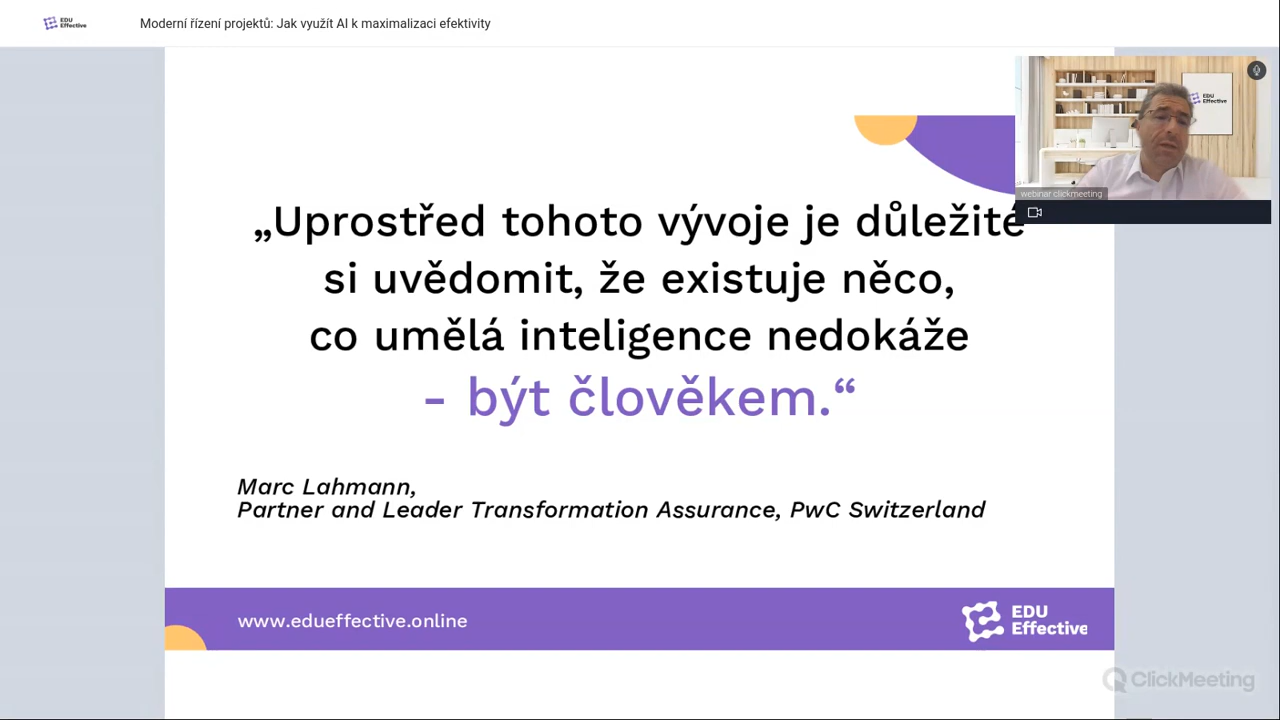 EDU
Effective
Moderní řízení projektů: Jak využít AI k maximalizaci efektivity
EDU
Effective
webinar clickmeeting
„Uprostřed tohoto vývoje je důležité
si uvědomit, že existuje něco,
co umělá inteligence nedokáže
- být člověkem.“
Marc Lahmann,
Partner and Leader Transformation Assurance, PwC Switzerland
www.edueffective.online
EDU
Effective
ClickMeeting